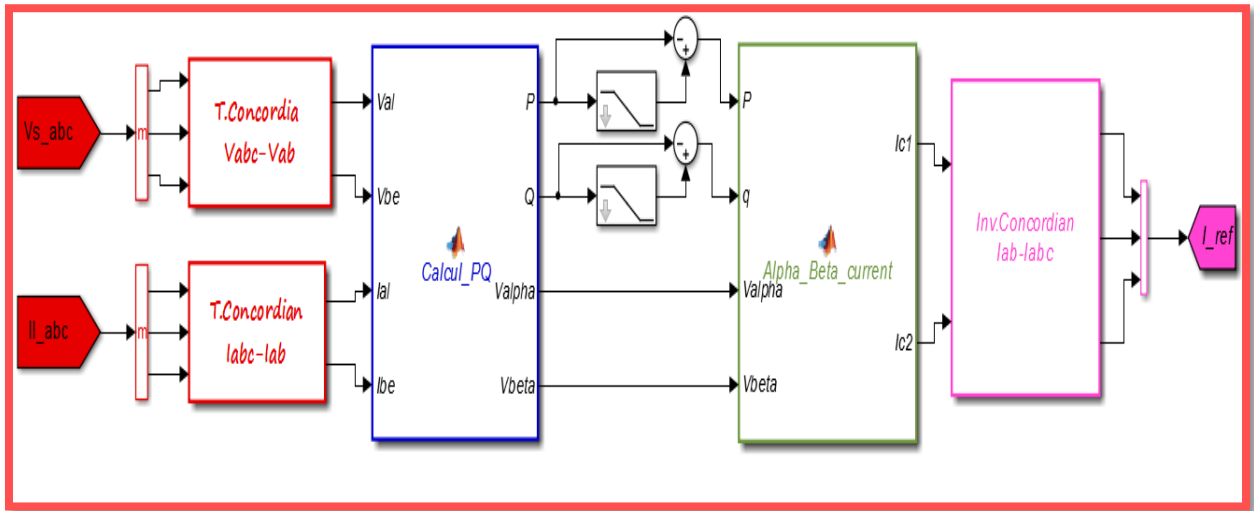 Vs_abc
m
T.Concordia
Vabc-Vab
Il_abc
m
T.Concordian
Iabc-Iab
Val
Vbe
Ial
Ibe
Calcul_PQ
P
Q
Valpha
Vbeta
-
+
-
+
P
q
Valpha
Vbeta
Alpha_Beta_current
Ic1
Ic2
Inv.Concordian
Iab-Iabc
I_ref